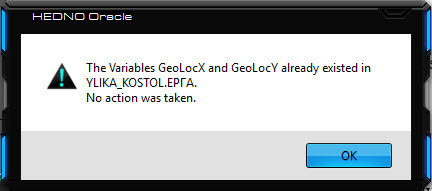 HEDNO Oracle
The Variables GeoLocX and GeoLocY already existed in
YLIKA_KOSTOL.ΕΡΓΑ.
No action was taken.
OK